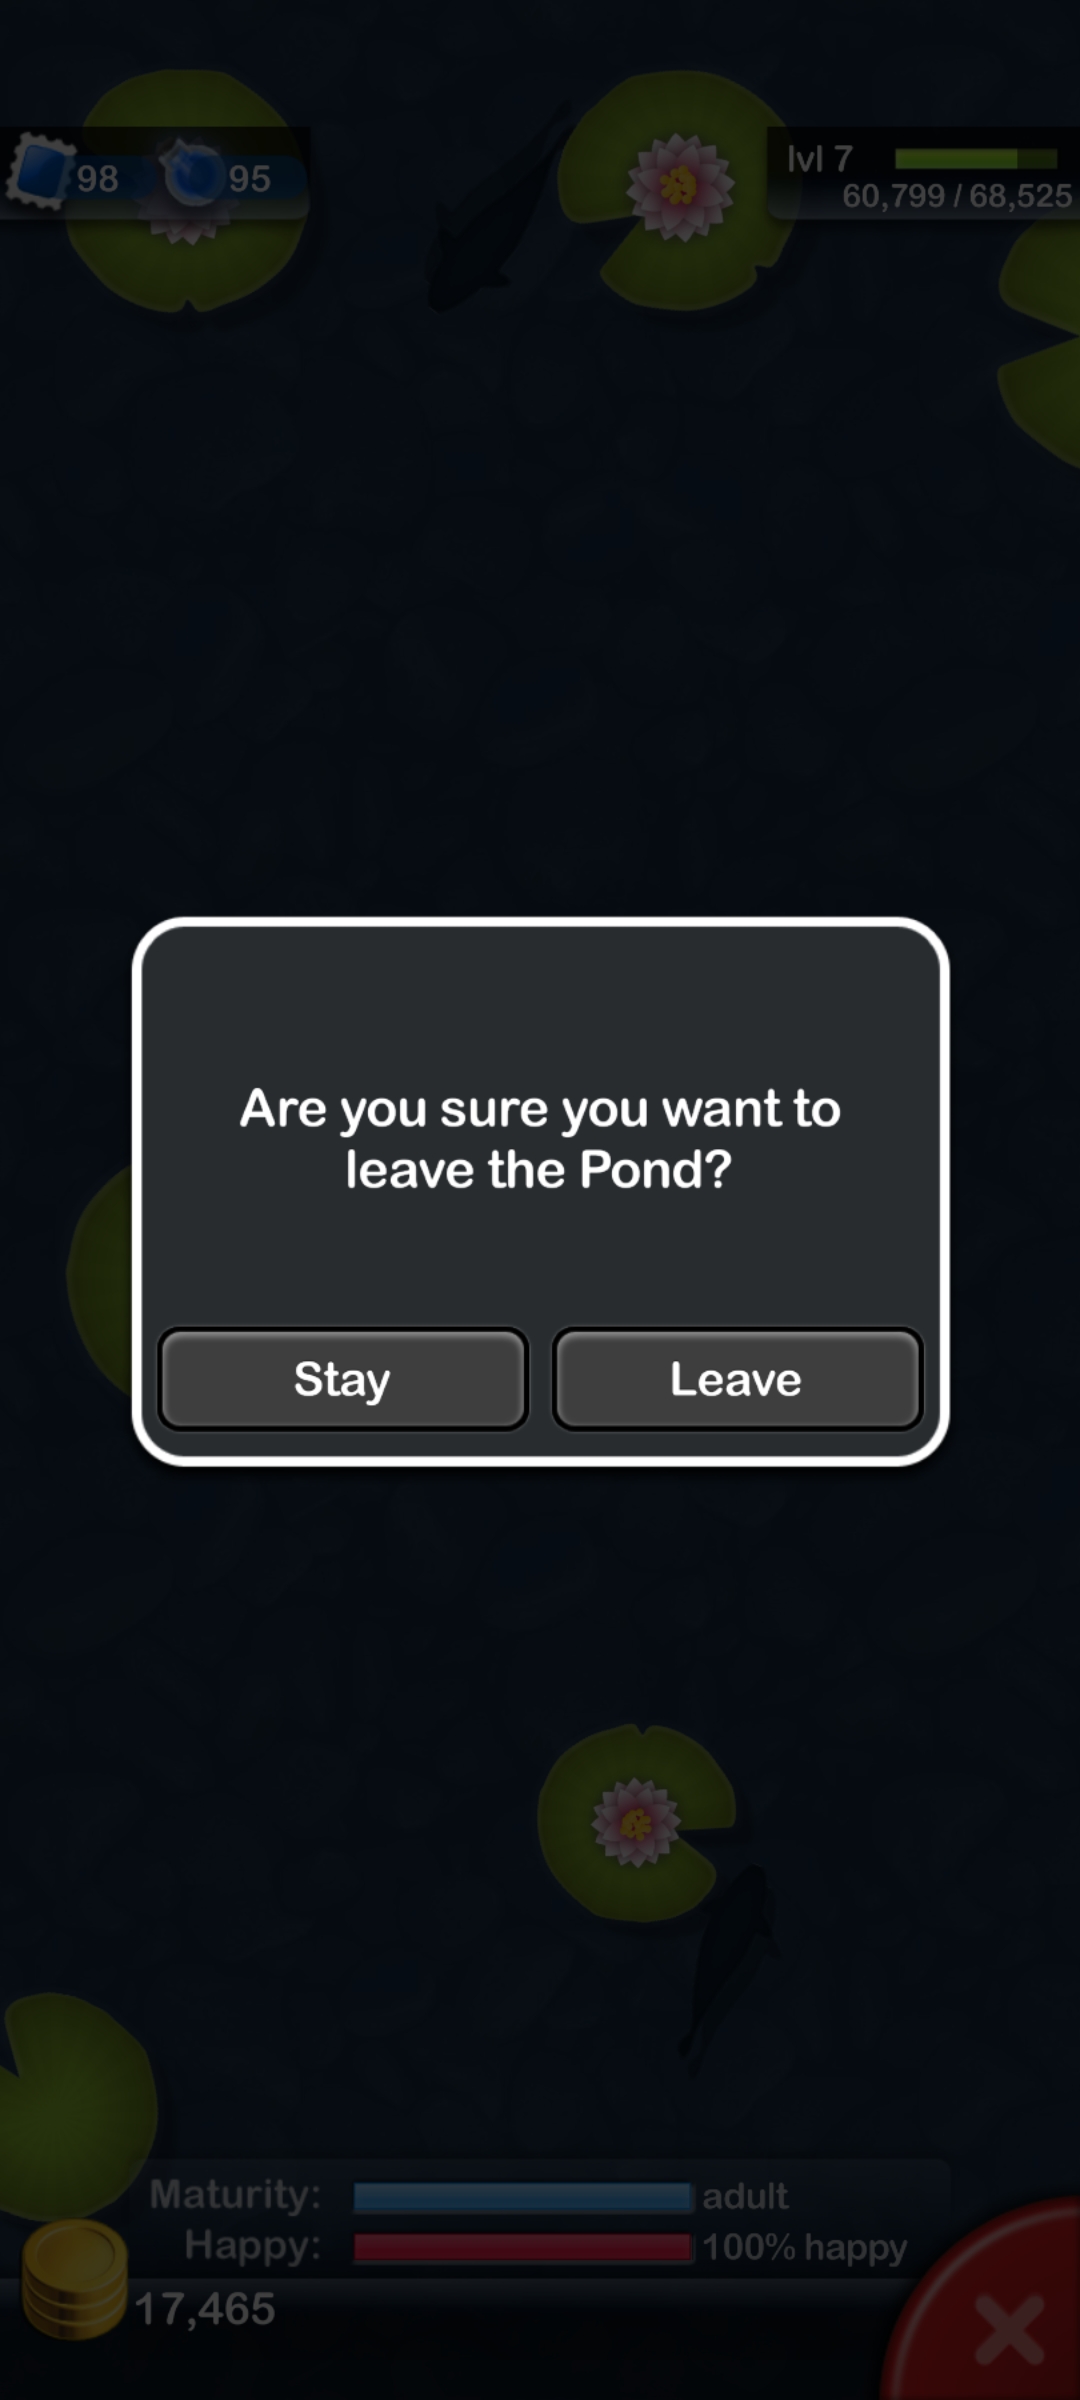 98
95
lvl 7
60,799 / 68,525
Are you sure you want to
leave the Pond?
Stay
Leave
Maturity:
adult
Happy:
100% happy
17,465